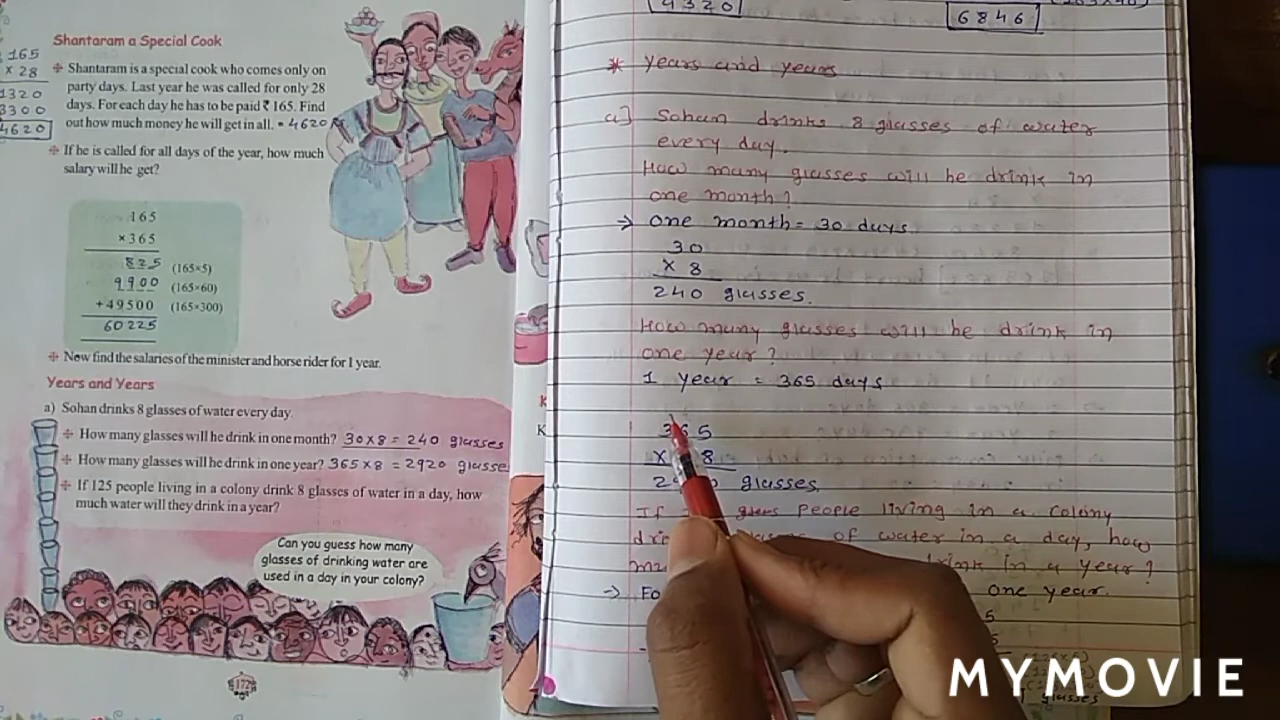 Shantaram a Special Cook
165
× 28
1320
3300
4620
Shantaram is a special cook who comes only on
party days. Last year he was called for only 28
days. For each day he has to be paid ₹ 165. Find
out how much money he will get in all. = 4620
If he is called for all days of the year, how much
salary will he get?
165
×365
825 (165×5)
9900 (165×60)
+49500 (165×300)
60225
Now find the salaries of the minister and horse rider for 1 year.
Years and Years
a) Sohan drinks 8 glasses of water every day.
How many glasses will he drink in one month? 30×8 = 240 glasses
How many glasses will he drink in one year? 365×8 = 2920 glasse
If 125 people living in a colony drink 8 glasses of water in a day, how
much water will they drink in a year?
Can you guess how many
glasses of drinking water are
used in a day in your colony?
172
4320
6846
* Years and years
a] Sohan drinks 8 glasses of water
every day.
How many glasses will he drink in
one month?
→ One month = 30 days
30
× 8
240 glasses.
How many glasses will he drink in
one year?
1 year = 365 days
365
× 8
glasses.
If people living in a colony
of water in a day, how
in a year?
→ one year.
5
5
glasses
MYMOVIE